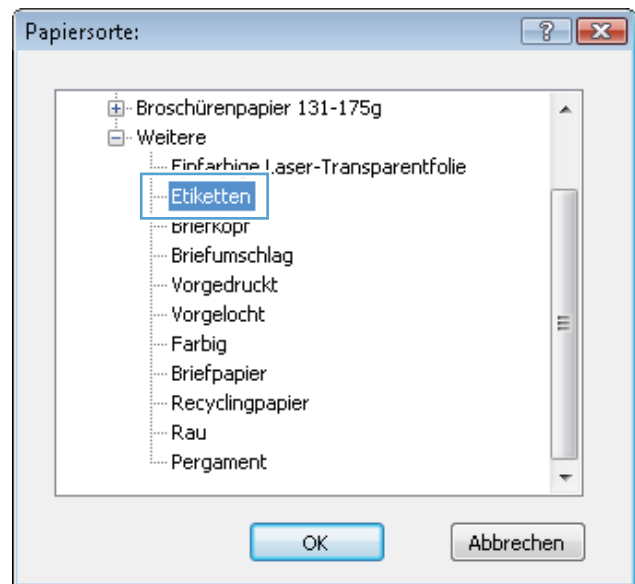 Papiersorte:
Broschürenpapier 131-175g
Weitere
Einfarbige Laser-Transparentfolie
Etiketten
Briefkopf
Briefumschlag
Vorgedruckt
Vorgelocht
Farbig
Briefpapier
Recyclingpapier
Rau
Pergament
OK Abbrechen